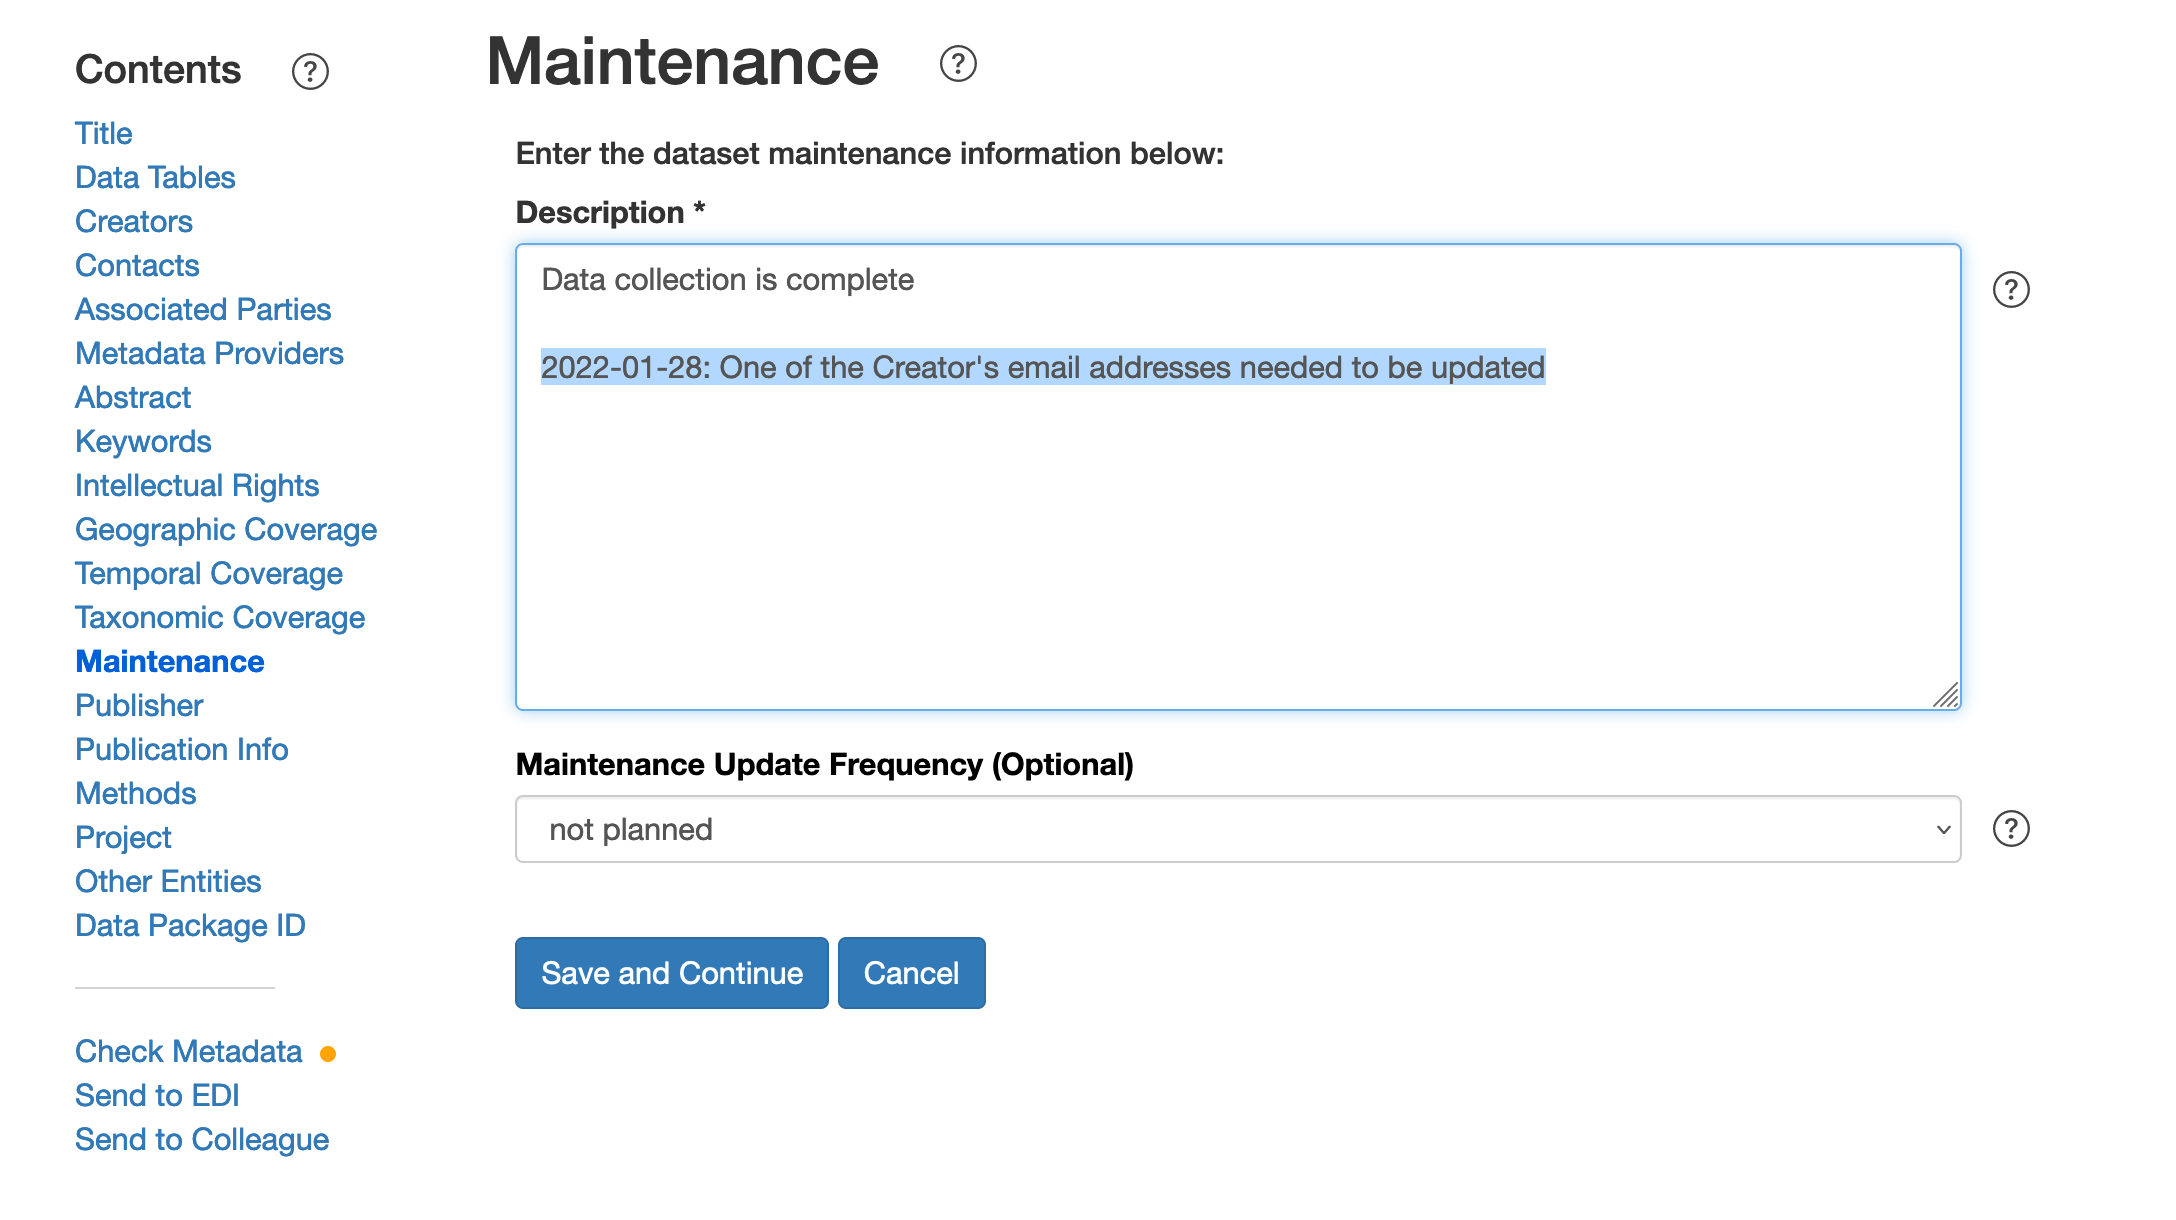 Contents ?
Title
Data Tables
Creators
Contacts
Associated Parties
Metadata Providers
Abstract
Keywords
Intellectual Rights
Geographic Coverage
Temporal Coverage
Taxonomic Coverage
Maintenance
Publisher
Publication Info
Methods
Project
Other Entities
Data Package ID
Check Metadata
Send to EDI
Send to Colleague
Maintenance ?
Enter the dataset maintenance information below:
Description *
Data collection is complete
?
2022-01-28: One of the Creator's email addresses needed to be updated
Maintenance Update Frequency (Optional)
not planned ?
Save and Continue Cancel